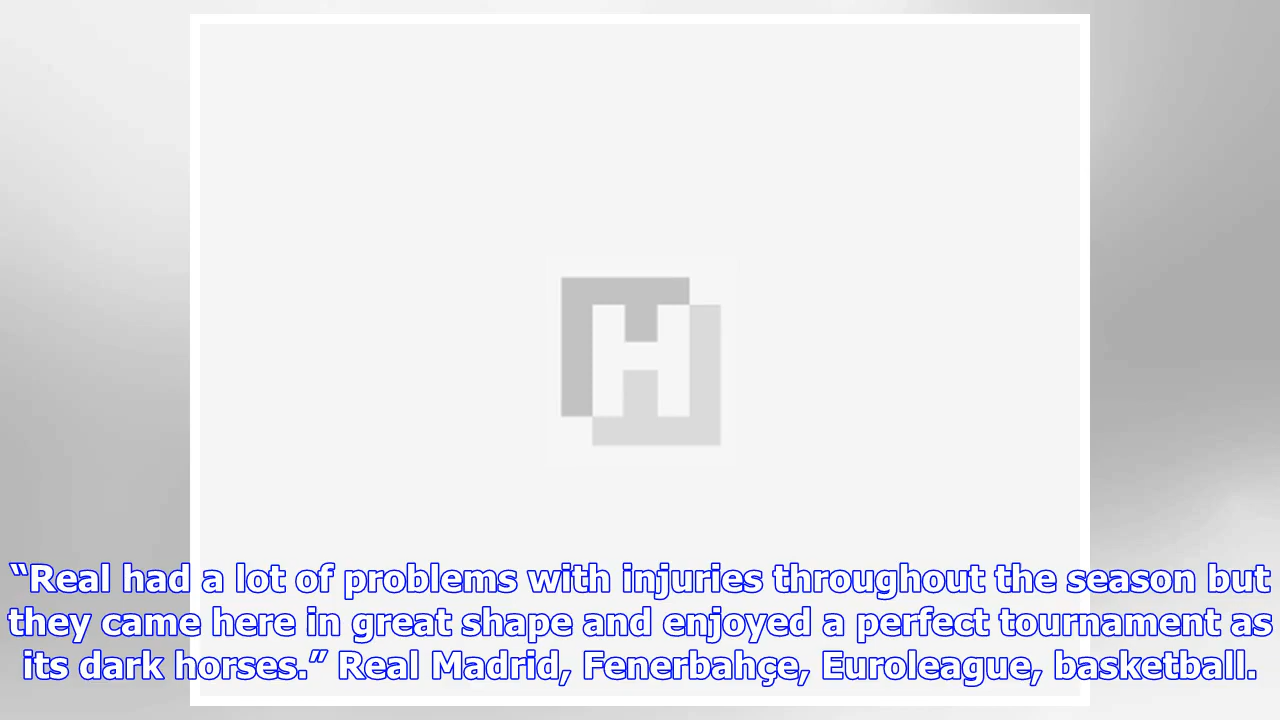 “Real had a lot of problems with injuries throughout the season but
they came here in great shape and enjoyed a perfect tournament as
its dark horses.” Real Madrid, Fenerbahçe, Euroleague, basketball.
H